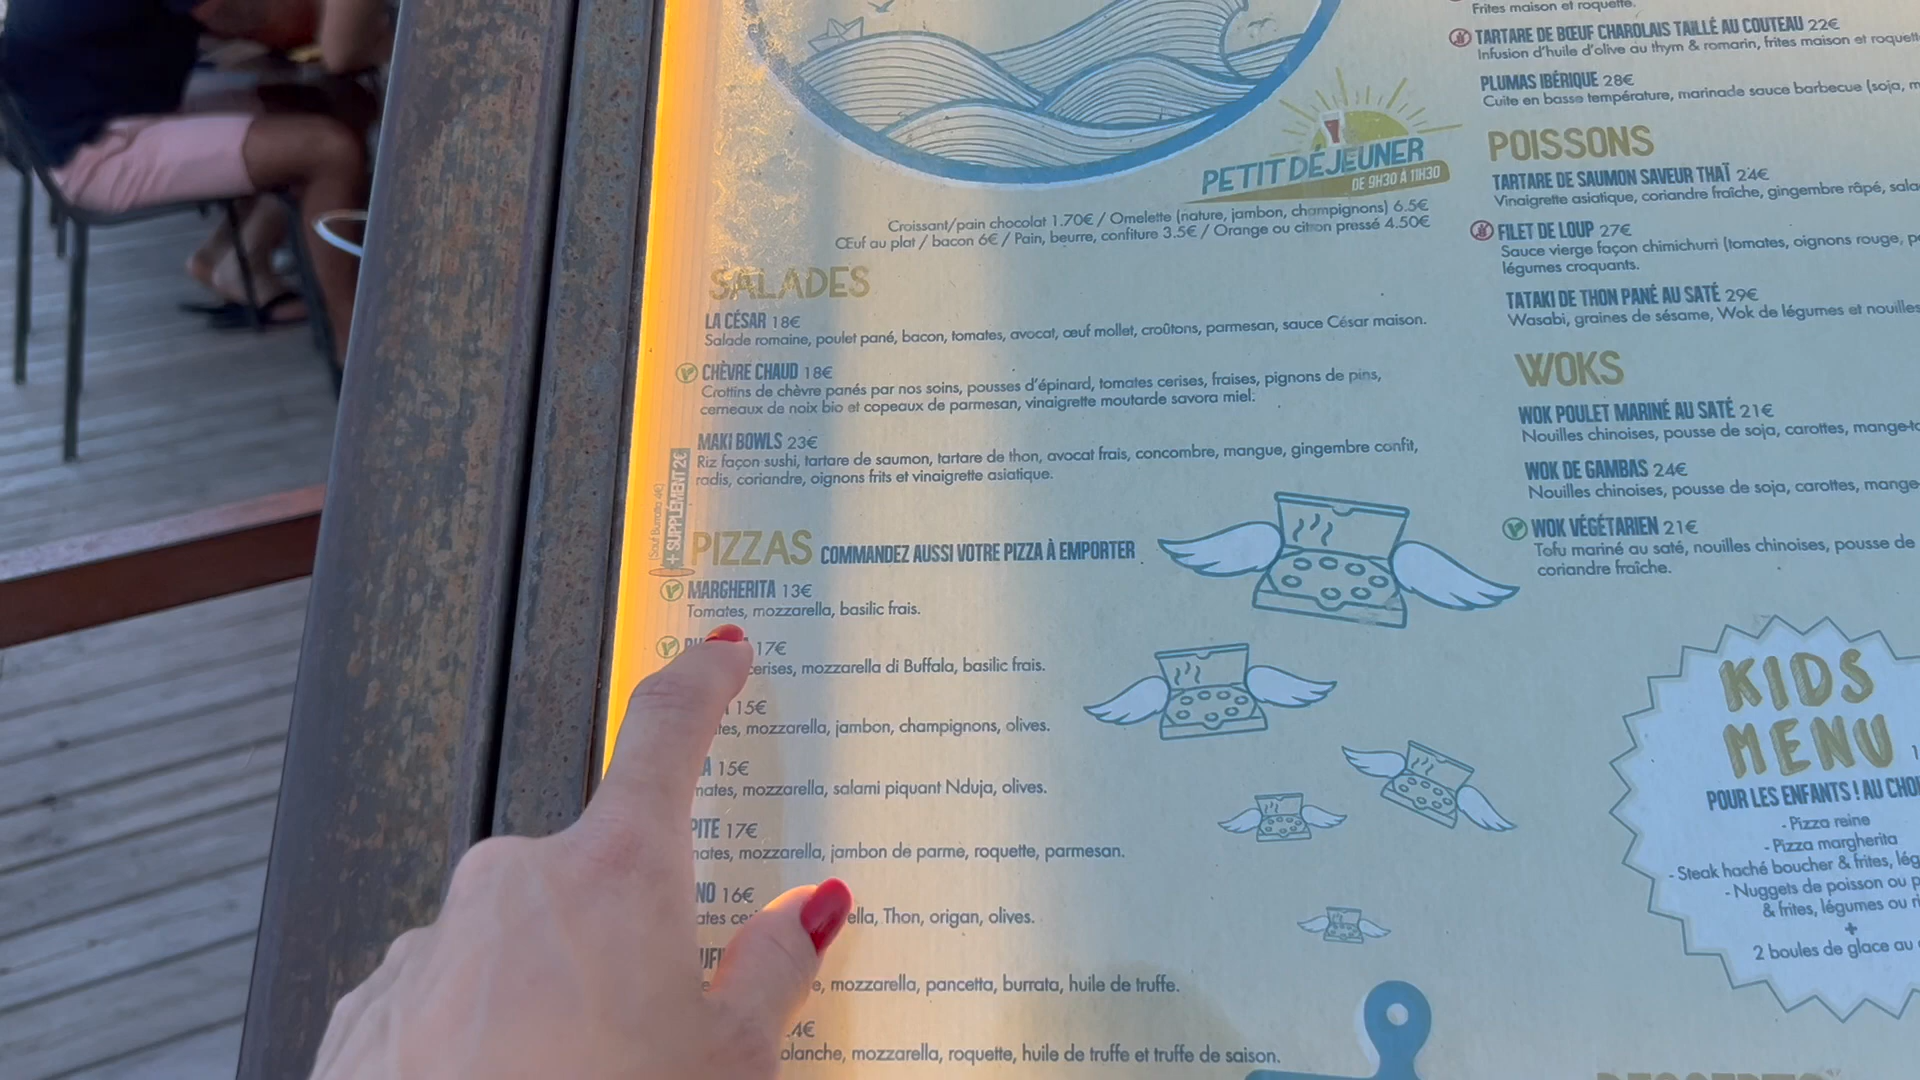 PETIT DÉJEUNER
DE 9H30 À 11H30
Croissant/pain chocolat 1.70€ / Omelette (nature, jambon, champignons) 6.5€
Œuf au plat / bacon 6€ / Pain, beurre, confiture 3.5€ / Orange ou citron pressé 4.50€
SALADES
LA CÉSAR 18€
Salade romaine, poulet pané, bacon, tomates, avocat, œuf mollet, croûtons, parmesan, sauce César maison.
CHÈVRE CHAUD 18€
Crottins de chèvre panés par nos soins, pousses d'épinard, tomates cerises, fraises, pignons de pins,
cerneaux de noix bio et copeaux de parmesan, vinaigrette moutarde savora miel.
MAKI BOWLS 23€
Riz façon sushi, tartare de saumon, tartare de thon, avocat frais, concombre, mangue, gingembre confit,
radis, coriandre, oignons frits et vinaigrette asiatique.
+ SUPPLÉMENT 2€
(Sauf Burrata 4€)
PIZZAS COMMANDEZ AUSSI VOTRE PIZZA À EMPORTER
MARGHERITA 13€
Tomates, mozzarella, basilic frais.
17€
cerises, mozzarella di Buffala, basilic frais.
15€
mozzarella, jambon, champignons, olives.
15€
mozzarella, salami piquant Nduja, olives.
17€
mozzarella, jambon de parme, roquette, parmesan.
16€
Thon, origan, olives.
mozzarella, pancetta, burrata, huile de truffe.
blanche, mozzarella, roquette, huile de truffe et truffe de saison.
Frites maison et roquette.
TARTARE DE BŒUF CHAROLAIS TAILLÉ AU COUTEAU 22€
Infusion d'huile d'olive au thym & romarin, frites maison et roquett
PLUMAS IBÉRIQUE 28€
Cuite en basse température, marinade sauce barbecue (soja, m
POISSONS
TARTARE DE SAUMON SAVEUR THAÏ 24€
Vinaigrette asiatique, coriandre fraîche, gingembre râpé, sala
FILET DE LOUP 27€
Sauce vierge façon chimichurri (tomates, oignons rouge, p
légumes croquants.
TATAKI DE THON PANÉ AU SATÉ 29€
Wasabi, graines de sésame, Wok de légumes et nouilles
WOKS
WOK POULET MARINÉ AU SATÉ 21€
Nouilles chinoises, pousse de soja, carottes, mange-to
WOK DE GAMBAS 24€
Nouilles chinoises, pousse de soja, carottes, mange-
WOK VÉGÉTARIEN 21€
Tofu mariné au saté, nouilles chinoises, pousse de
coriandre fraîche.
KIDS
MENU
POUR LES ENFANTS ! AU CHOI
- Pizza reine
- Pizza margherita
- Steak haché boucher & frites, lég
- Nuggets de poisson ou p
& frites, légumes ou ri
+
2 boules de glace au